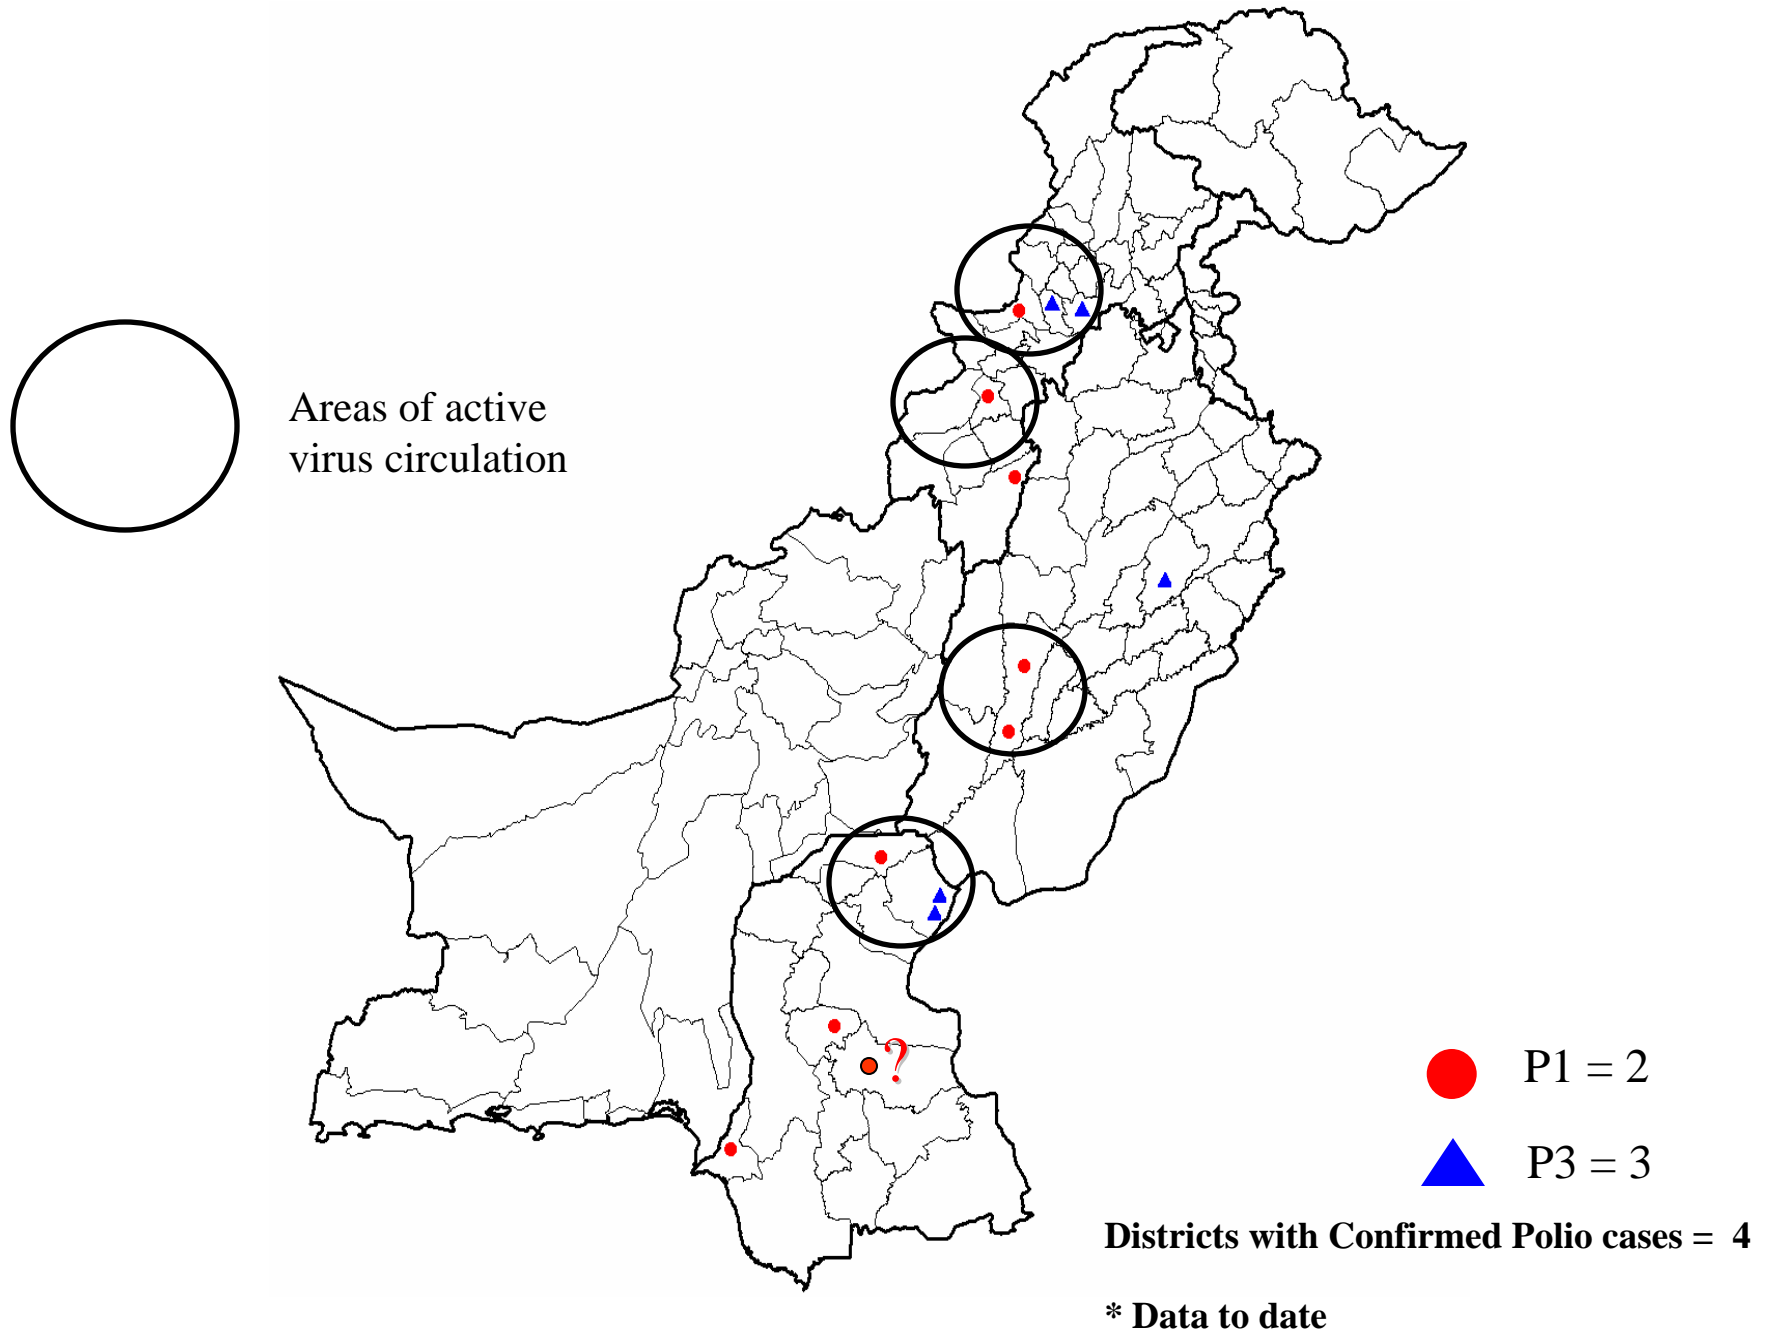 Areas of active
virus circulation
?
P1 = 2
P3 = 3
Districts with Confirmed Polio cases = 4
* Data to date